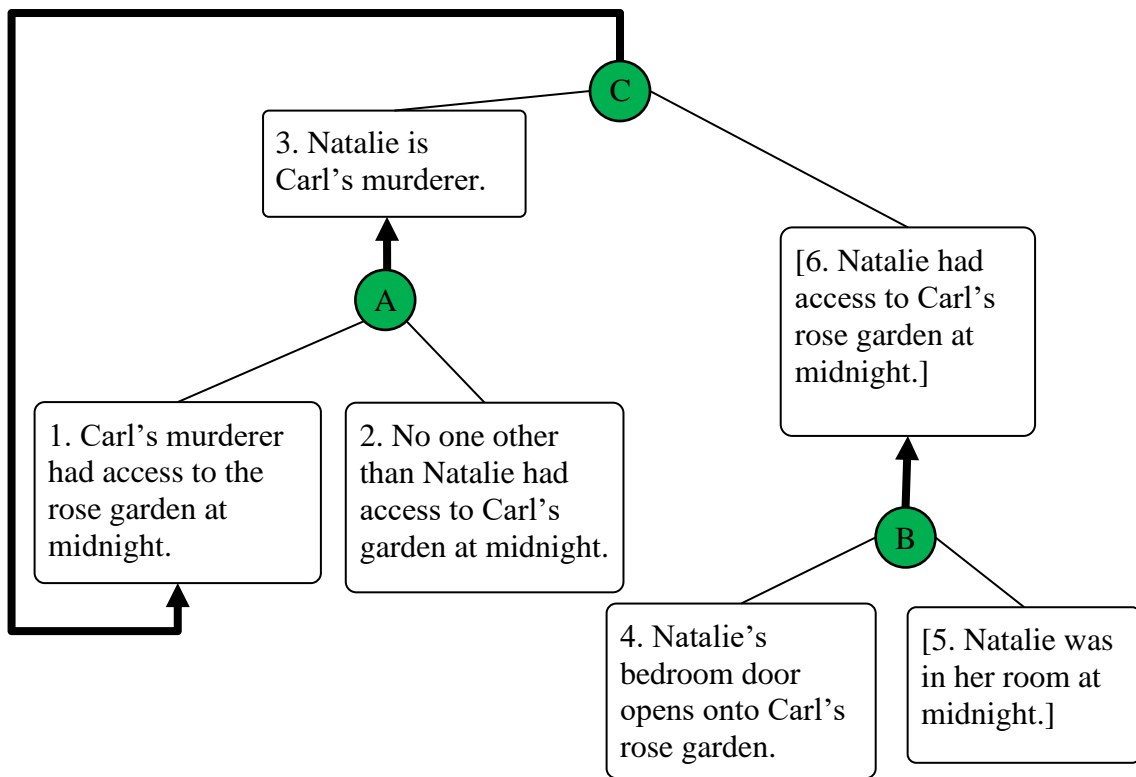 C
3. Natalie is
Carl’s murderer.
[6. Natalie had
access to Carl’s
rose garden at
midnight.]
A
1. Carl’s murderer
had access to the
rose garden at
midnight.
2. No one other
than Natalie had
access to Carl’s
garden at midnight.
B
4. Natalie’s
bedroom door
opens onto Carl’s
rose garden.
[5. Natalie was
in her room at
midnight.]